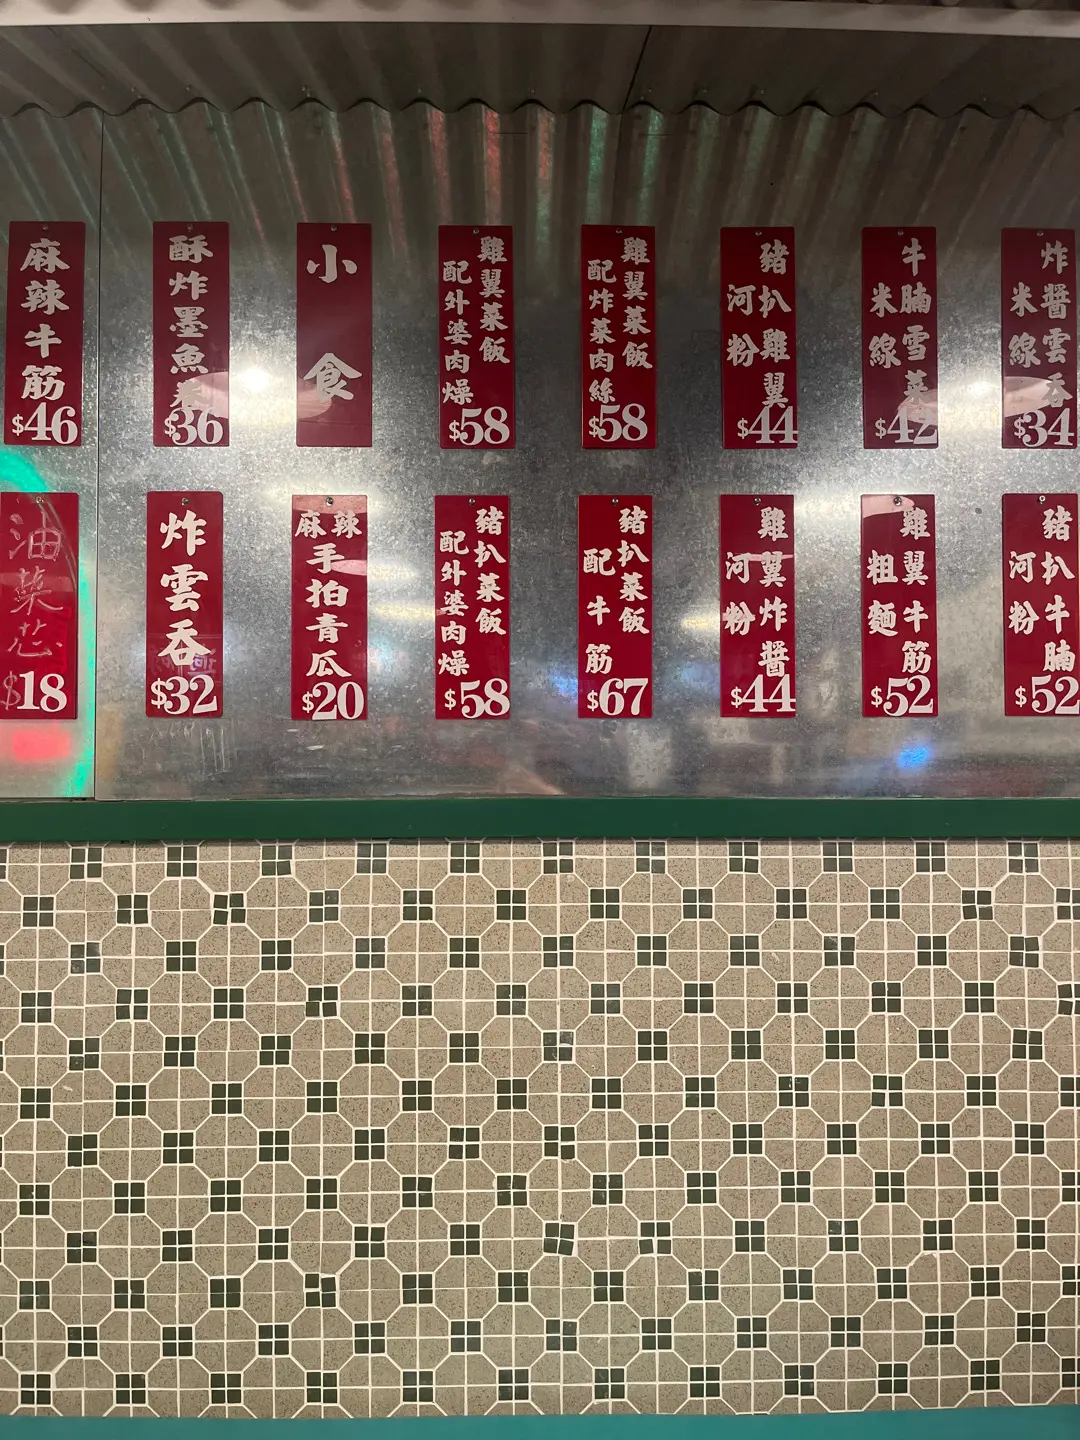 炸醬雲吞
米線
$34
牛腩雪菜
米線
$42
豬扒雞翼
河粉
$44
雞翼菜飯
配炸菜肉絲
$58
雞翼菜飯
配外婆肉燥
$58
小食
酥炸墨魚卷
$36
麻辣牛筋
$46
豬扒牛腩
河粉
$52
雞翼牛筋
粗麵
$52
雞翼炸醬
河粉
$44
豬扒菜飯
配牛筋
$67
豬扒菜飯
配外婆肉燥
$58
麻辣
手拍青瓜
$20
炸雲吞
$32
油菜芯
$18